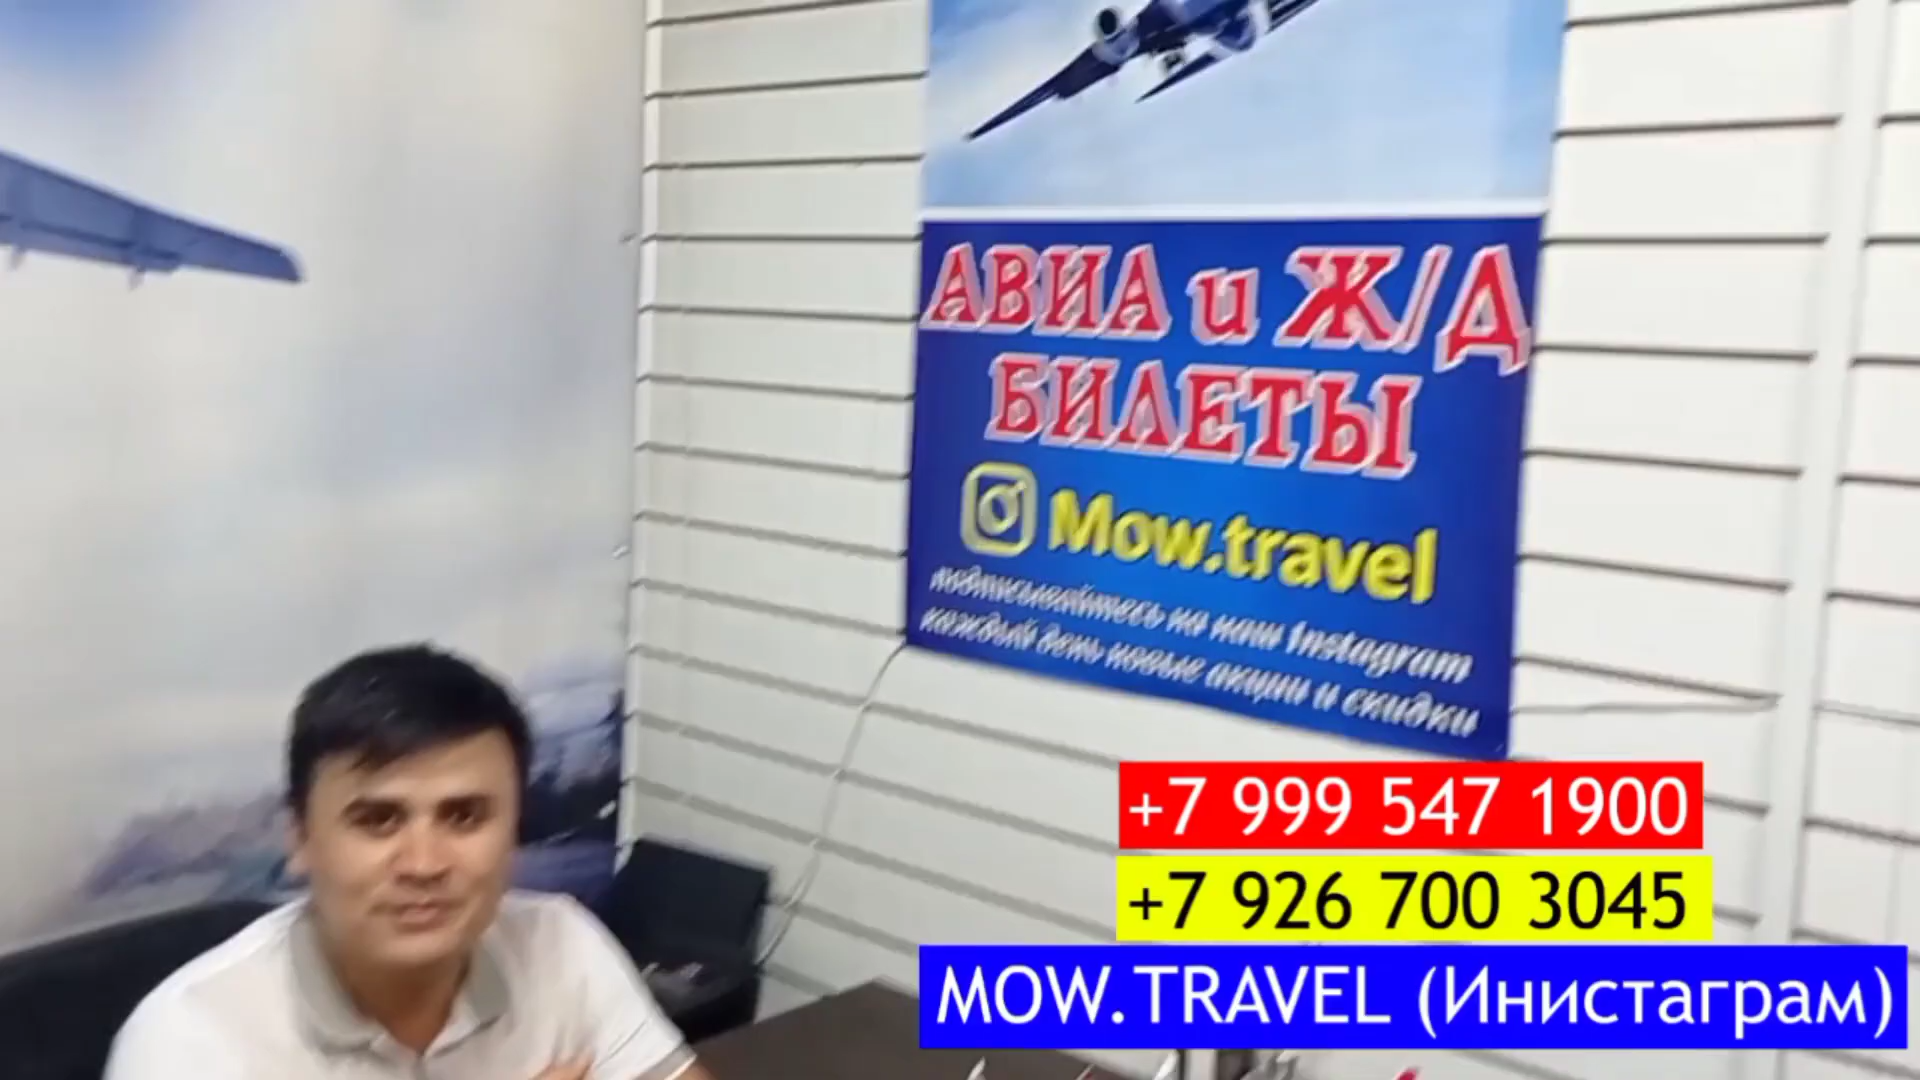 АВИА и Ж/Д
БИЛЕТЫ
Mow.travel
подписывайтесь на наш Instagram
каждый день новые акции и скидки
+7 999 547 1900
+7 926 700 3045
MOW.TRAVEL (Инистаграм)